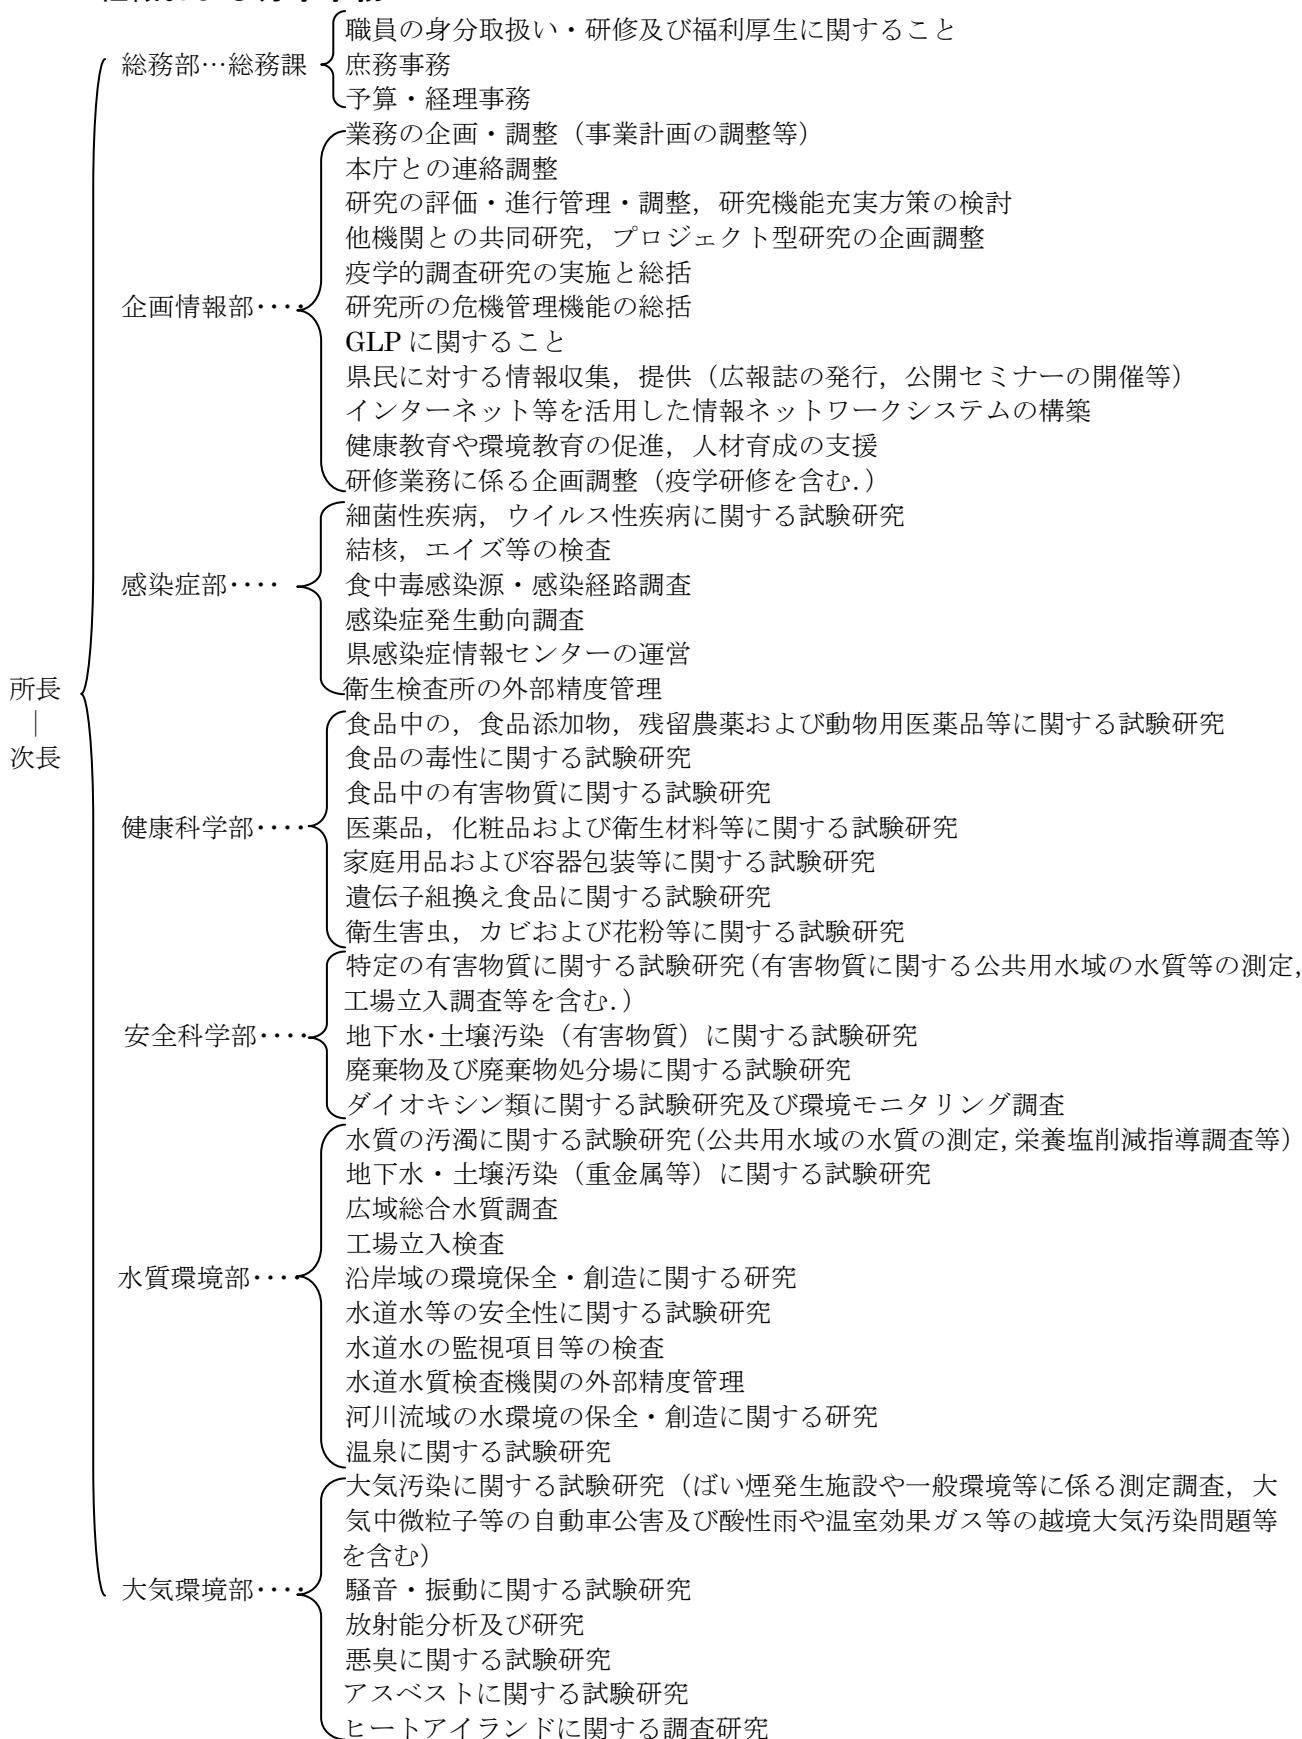 職員の身分取扱い・研修及び福利厚生に関すること
総務部…総務課
庶務事務
予算・経理事務
業務の企画・調整（事業計画の調整等）
本庁との連絡調整
研究の評価・進行管理・調整，研究機能充実方策の検討
他機関との共同研究，プロジェクト型研究の企画調整
疫学的調査研究の実施と総括
企画情報部････
研究所の危機管理機能の総括
GLPに関すること
県民に対する情報収集，提供（広報誌の発行，公開セミナーの開催等）
インターネット等を活用した情報ネットワークシステムの構築
健康教育や環境教育の促進，人材育成の支援
研修業務に係る企画調整（疫学研修を含む．）
細菌性疾病，ウイルス性疾病に関する試験研究
結核，エイズ等の検査
感染症部････
食中毒感染源・感染経路調査
感染症発生動向調査
県感染症情報センターの運営
衛生検査所の外部精度管理
所長
｜
次長
食品中の，食品添加物，残留農薬および動物用医薬品等に関する試験研究
食品の毒性に関する試験研究
食品中の有害物質に関する試験研究
健康科学部････
医薬品，化粧品および衛生材料等に関する試験研究
家庭用品および容器包装等に関する試験研究
遺伝子組換え食品に関する試験研究
衛生害虫，カビおよび花粉等に関する試験研究
特定の有害物質に関する試験研究(有害物質に関する公共用水域の水質等の測定,
工場立入調査等を含む．）
安全科学部････
地下水･土壌汚染（有害物質）に関する試験研究
廃棄物及び廃棄物処分場に関する試験研究
ダイオキシン類に関する試験研究及び環境モニタリング調査
水質の汚濁に関する試験研究(公共用水域の水質の測定,栄養塩削減指導調査等)
地下水・土壌汚染（重金属等）に関する試験研究
広域総合水質調査
工場立入検査
水質環境部････
沿岸域の環境保全・創造に関する研究
水道水等の安全性に関する試験研究
水道水の監視項目等の検査
水道水質検査機関の外部精度管理
河川流域の水環境の保全・創造に関する研究
温泉に関する試験研究
大気汚染に関する試験研究（ばい煙発生施設や一般環境等に係る測定調査，大
気中微粒子等の自動車公害及び酸性雨や温室効果ガス等の越境大気汚染問題等
を含む）
大気環境部････
騒音・振動に関する試験研究
放射能分析及び研究
悪臭に関する試験研究
アスベストに関する試験研究
ヒートアイランドに関する調査研究